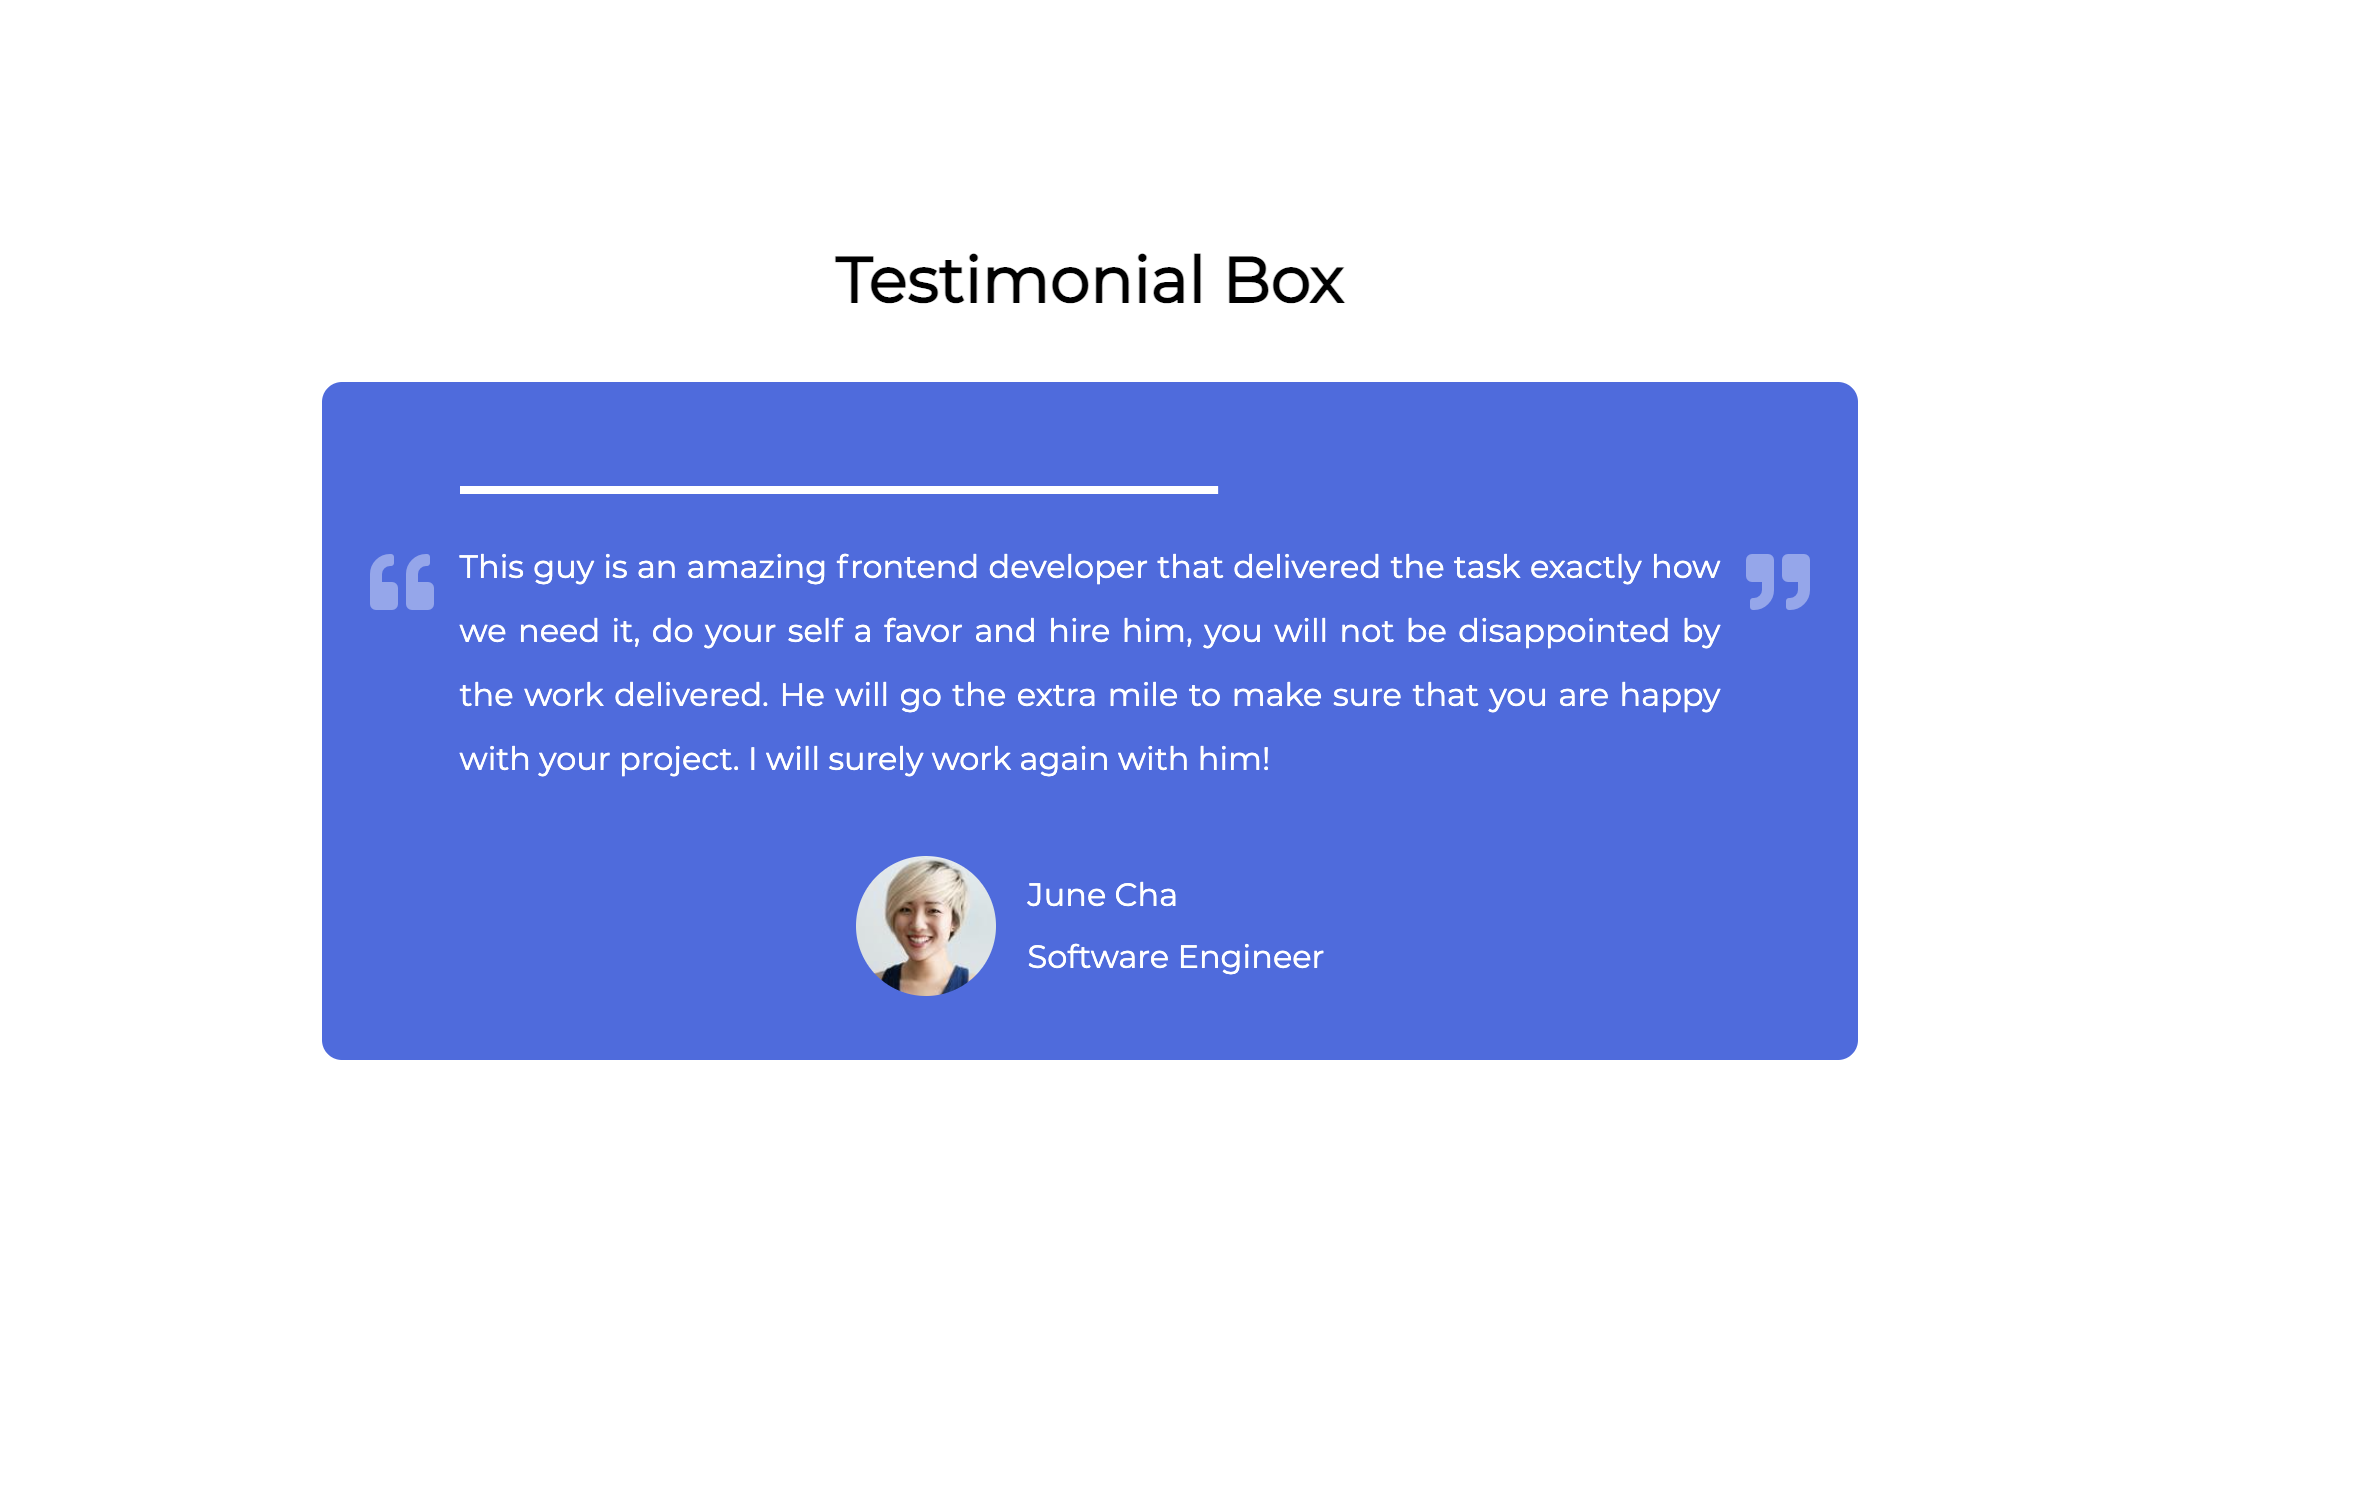 Testimonial Box
This guy is an amazing frontend developer that delivered the task exactly how
we need it, do your self a favor and hire him, you will not be disappointed by
the work delivered. He will go the extra mile to make sure that you are happy
with your project. I will surely work again with him!
June Cha
Software Engineer